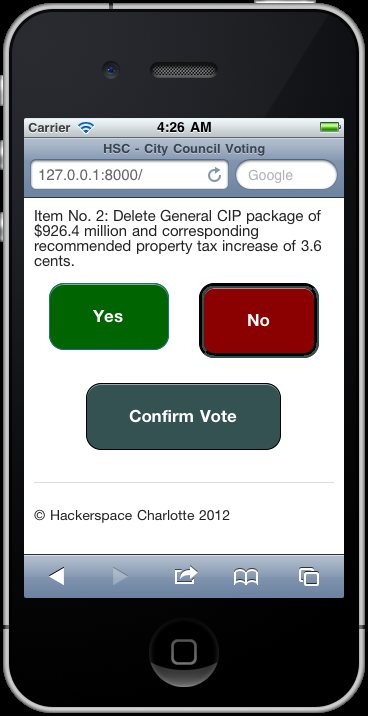 Carrier 4:26 AM
HSC - City Council Voting
127.0.0.1:8000/ Google
Item No. 2: Delete General CIP package of
$926.4 million and corresponding
recommended property tax increase of 3.6
cents.
Yes No
Confirm Vote
© Hackerspace Charlotte 2012